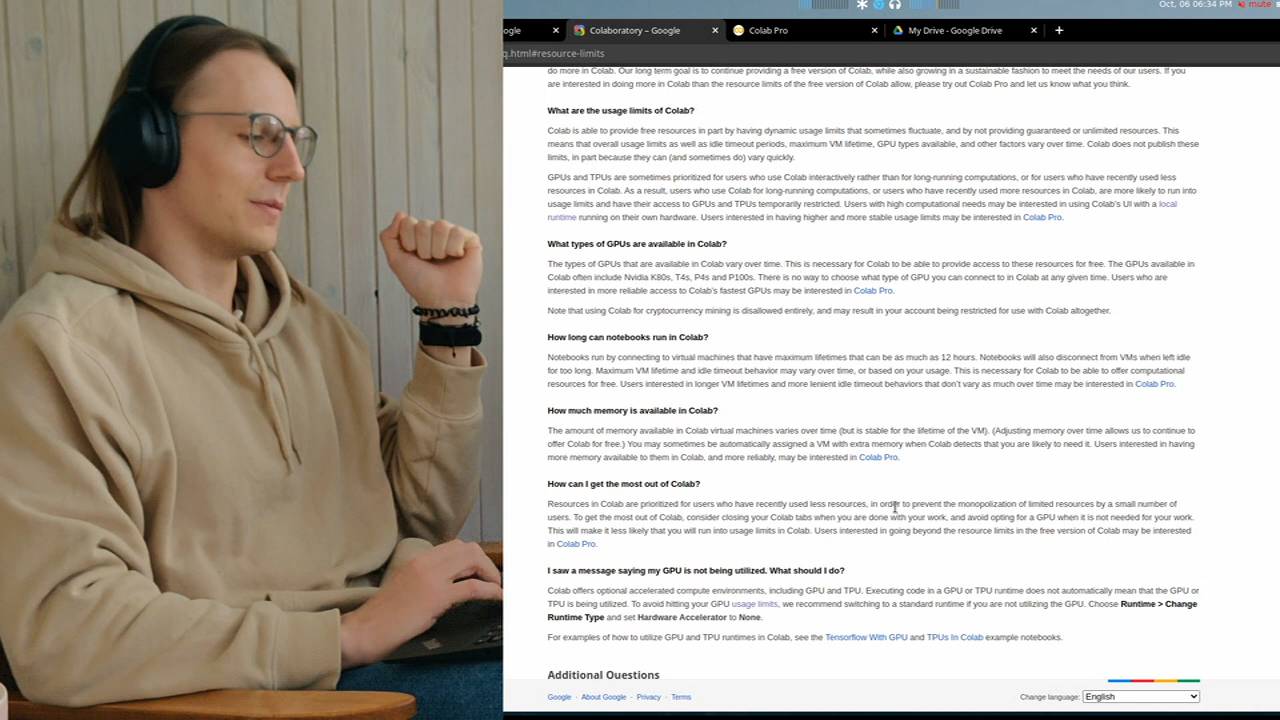 Oct, 06 06:34 PM mute
ogle
Colaboratory – Google
Colab Pro
My Drive - Google Drive
q.html#resource-limits
do more in Colab. Our long term goal is to continue providing a free version of Colab, while also growing in a sustainable fashion to meet the needs of our users. If you
are interested in doing more in Colab than the resource limits of the free version of Colab allow, please try out Colab Pro and let us know what you think.
What are the usage limits of Colab?
Colab is able to provide free resources in part by having dynamic usage limits that sometimes fluctuate, and by not providing guaranteed or unlimited resources. This
means that overall usage limits as well as idle timeout periods, maximum VM lifetime, GPU types available, and other factors vary over time. Colab does not publish these
limits, in part because they can (and sometimes do) vary quickly.
GPUs and TPUs are sometimes prioritized for users who use Colab interactively rather than for long-running computations, or for users who have recently used less
resources in Colab. As a result, users who use Colab for long-running computations, or users who have recently used more resources in Colab, are more likely to run into
usage limits and have their access to GPUs and TPUs temporarily restricted. Users with high computational needs may be interested in using Colab's UI with a local
runtime running on their own hardware. Users interested in having higher and more stable usage limits may be interested in Colab Pro.
What types of GPUs are available in Colab?
The types of GPUs that are available in Colab vary over time. This is necessary for Colab to be able to provide access to these resources for free. The GPUs available in
Colab often include Nvidia K80s, T4s, P4s and P100s. There is no way to choose what type of GPU you can connect to in Colab at any given time. Users who are
interested in more reliable access to Colab's fastest GPUs may be interested in Colab Pro.
Note that using Colab for cryptocurrency mining is disallowed entirely, and may result in your account being restricted for use with Colab altogether.
How long can notebooks run in Colab?
Notebooks run by connecting to virtual machines that have maximum lifetimes that can be as much as 12 hours. Notebooks will also disconnect from VMs when left idle
for too long. Maximum VM lifetime and idle timeout behavior may vary over time, or based on your usage. This is necessary for Colab to be able to offer computational
resources for free. Users interested in longer VM lifetimes and more lenient idle timeout behaviors that don't vary as much over time may be interested in Colab Pro.
How much memory is available in Colab?
The amount of memory available in Colab virtual machines varies over time (but is stable for the lifetime of the VM). (Adjusting memory over time allows us to continue to
offer Colab for free.) You may sometimes be automatically assigned a VM with extra memory when Colab detects that you are likely to need it. Users interested in having
more memory available to them in Colab, and more reliably, may be interested in Colab Pro.
How can I get the most out of Colab?
Resources in Colab are prioritized for users who have recently used less resources, in order to prevent the monopolization of limited resources by a small number of
users. To get the most out of Colab, consider closing your Colab tabs when you are done with your work, and avoid opting for a GPU when it is not needed for your work.
This will make it less likely that you will run into usage limits in Colab. Users interested in going beyond the resource limits in the free version of Colab may be interested
in Colab Pro.
I saw a message saying my GPU is not being utilized. What should I do?
Colab offers optional accelerated compute environments, including GPU and TPU. Executing code in a GPU or TPU runtime does not automatically mean that the GPU or
TPU is being utilized. To avoid hitting your GPU usage limits, we recommend switching to a standard runtime if you are not utilizing the GPU. Choose Runtime > Change
Runtime Type and set Hardware Accelerator to None.
For examples of how to utilize GPU and TPU runtimes in Colab, see the Tensorflow With GPU and TPUs In Colab example notebooks.
Additional Questions
Google · About Google · Privacy · Terms
Change language: English